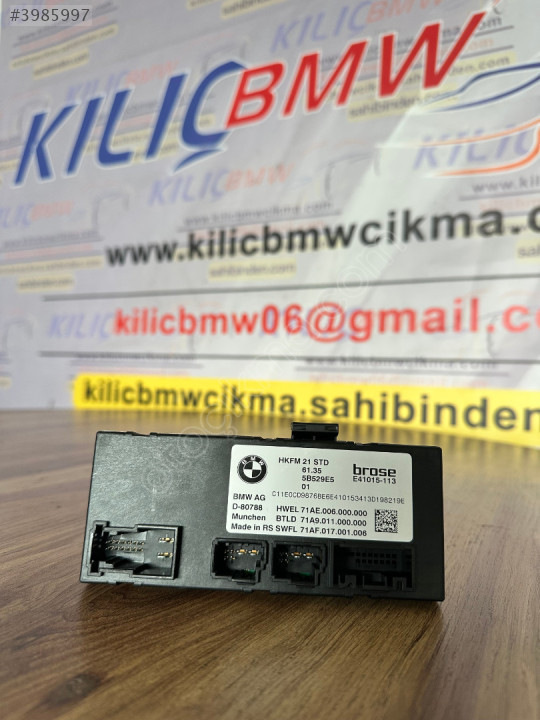 #3985997
KILIÇBMW
www.kilicbmwcikma.com
kilicbmw06@gmail.com
kilicbmwcikma.sahibinden
HKFM 21 STD
61.35
5B529E5
01
brose
E41015-113
BMW AG
D-80788
Munchen
Made in RS
HWEL 71AE.006.000.000
BTLD 71A9.011.000.000
SWFL 71AF.017.001.006